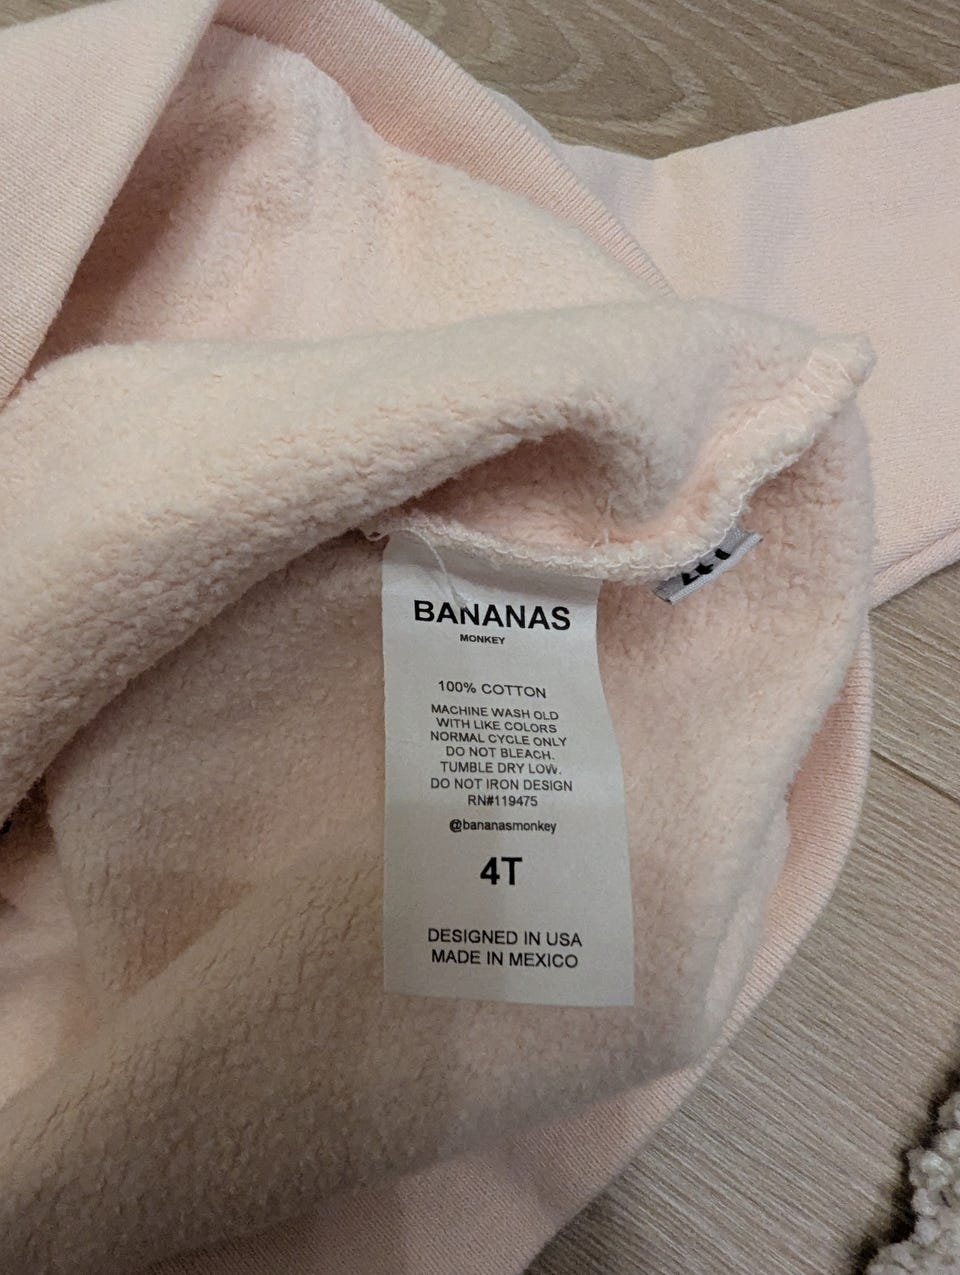 BANANAS
MONKEY
100% COTTON
MACHINE WASH OLD
WITH LIKE COLORS
NORMAL CYCLE ONLY
DO NOT BLEACH.
TUMBLE DRY LOW.
DO NOT IRON DESIGN
RN#119475
@bananasmonkey
4T
DESIGNED IN USA
MADE IN MEXICO